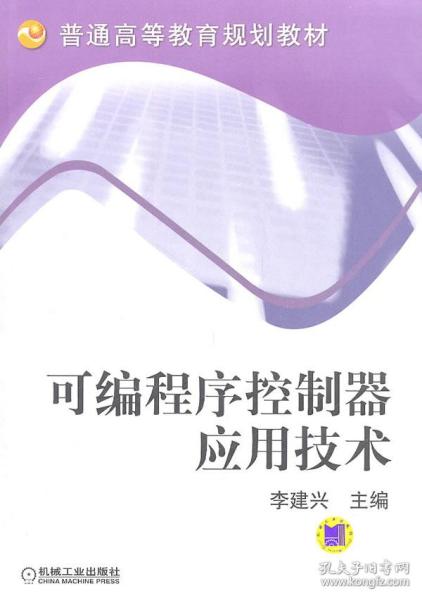 普通高等教育规划教材
可编程序控制器
应用技术
李建兴 主编
机械工业出版社
CHINA MACHINE PRESS
孔夫子旧书网
www.kongfz.com